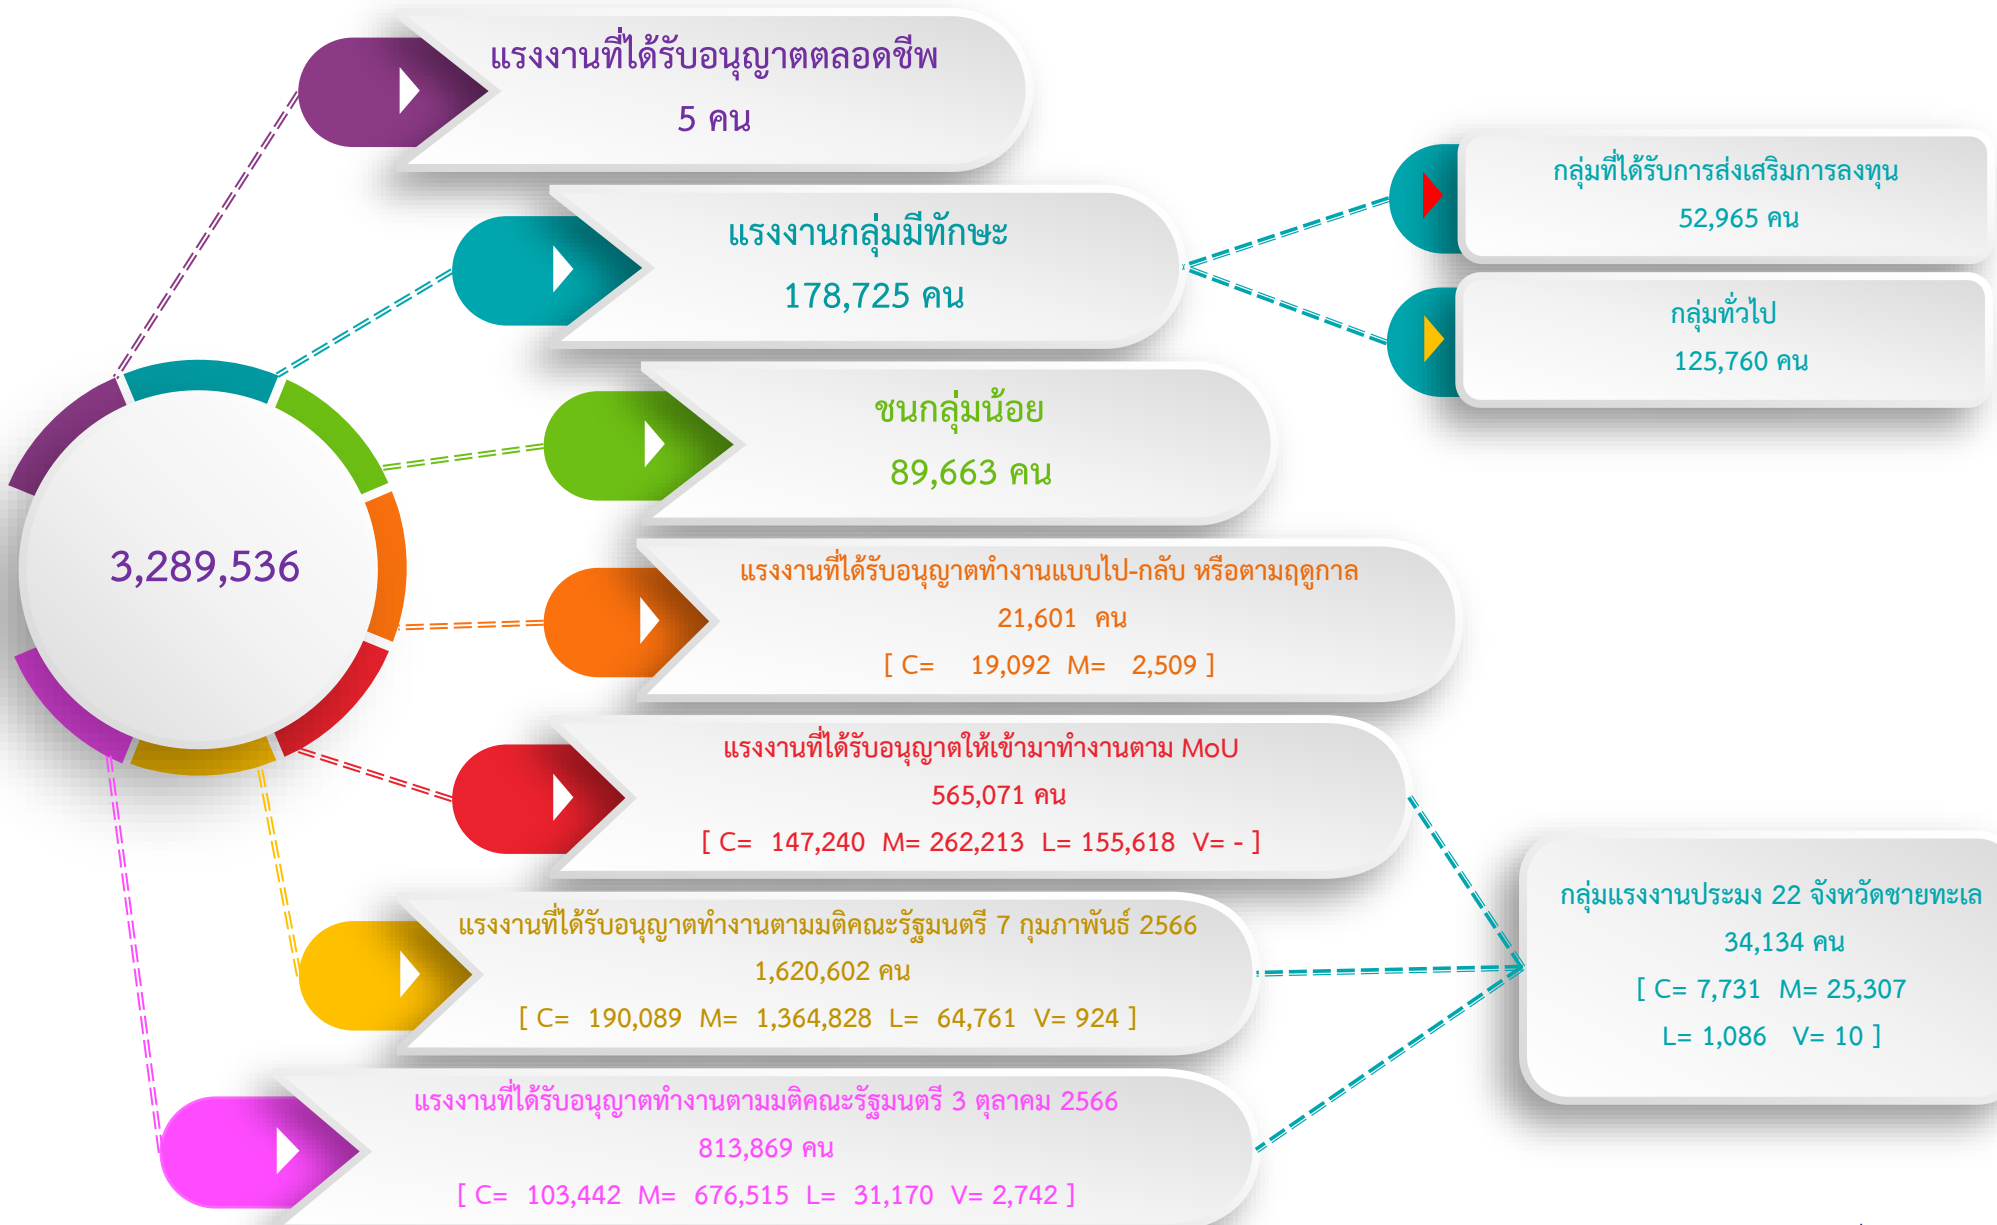 แรงงานที่ได้รับอนุญาตตลอดชีพ
5 คน
แรงงานกลุ่มมีทักษะ
178,725 คน
กลุ่มที่ได้รับการส่งเสริมการลงทุน
52,965 คน
กลุ่มทั่วไป
125,760 คน
ชนกลุ่มน้อย
89,663 คน
3,289,536
แรงงานที่ได้รับอนุญาตทำงานแบบไป-กลับ หรือตามฤดูกาล
21,601 คน
[ C= 19,092 M= 2,509 ]
แรงงานที่ได้รับอนุญาตให้เข้ามาทำงานตาม MoU
565,071 คน
[ C= 147,240 M= 262,213 L= 155,618 V= - ]
แรงงานที่ได้รับอนุญาตทำงานตามมติคณะรัฐมนตรี 7 กุมภาพันธ์ 2566
1,620,602 คน
[ C= 190,089 M= 1,364,828 L= 64,761 V= 924 ]
กลุ่มแรงงานประมง 22 จังหวัดชายทะเล
34,134 คน
[ C= 7,731 M= 25,307
L= 1,086 V= 10 ]
แรงงานที่ได้รับอนุญาตทำงานตามมติคณะรัฐมนตรี 3 ตุลาคม 2566
813,869 คน
[ C= 103,442 M= 676,515 L= 31,170 V= 2,742 ]